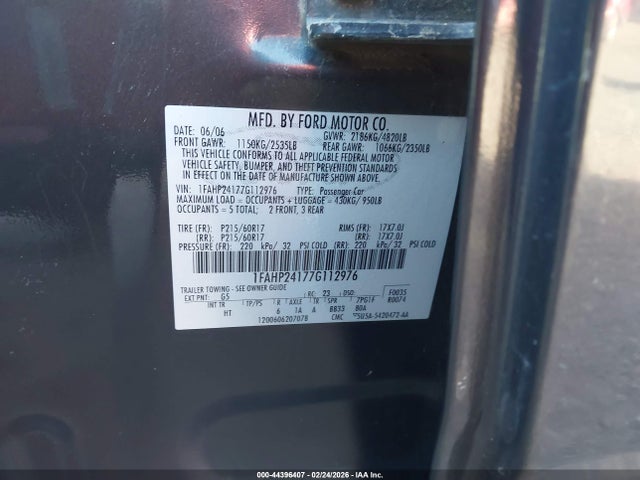 MFD. BY FORD MOTOR CO.
DATE: 06/06 GVWR: 2186KG/4820LB
FRONT GAWR: 1150KG/2535LB REAR GAWR: 1066KG/2350LB
THIS VEHICLE CONFORMS TO ALL APPLICABLE FEDERAL MOTOR
VEHICLE SAFETY, BUMPER, AND THEFT PREVENTION STANDARDS
IN EFFECT ON THE DATE OF MANUFACTURE SHOWN ABOVE.
VIN: 1FAHP24177G112976 TYPE: Passenger Car
MAXIMUM LOAD = OCCUPANTS + LUGGAGE = 430KG/950LB
OCCUPANTS = 5 TOTAL: 2 FRONT, 3 REAR
TIRE (FR): P215/60R17 RIMS (FR): 17X7.0J
(RR): P215/60R17 (RR): 17X7.0J
PRESSURE (FR): 220 kPa/ 32 PSI COLD (RR): 220 kPa/ 32 PSI COLD
1FAHP24177G112976
TRAILER TOWING - SEE OWNER GUIDE
EXT PNT: G5 RC: 23 DSO: F0035
INT TR TP/PS R AXLE TR SPR 7PG1F R0074
HT 6 1A A BB33 BOA
12006062070?B CMC 5U5A-5420472-AA
000-44396407 - 02/24/2026 - IAA Inc.